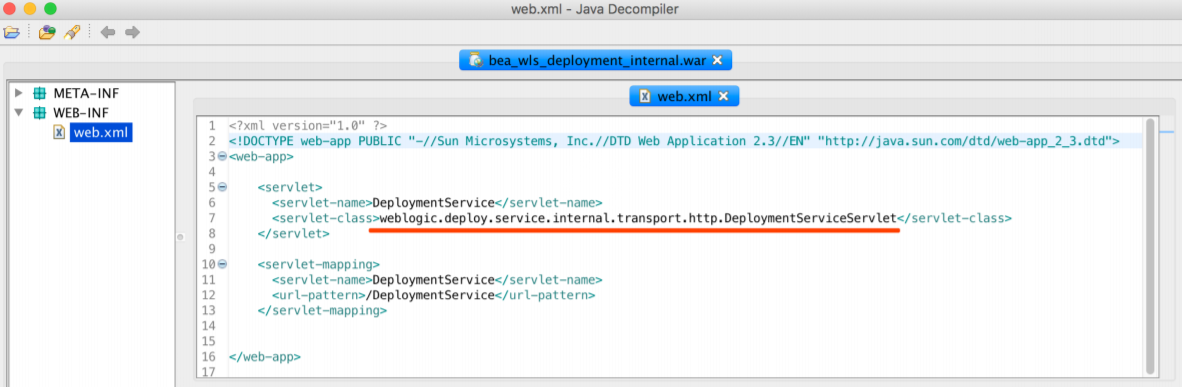 web.xml - Java Decompiler
bea_wls_deployment_internal.war
META-INF
WEB-INF
web.xml
web.xml
1 <?xml version="1.0" ?>
2 <!DOCTYPE web-app PUBLIC "-//Sun Microsystems, Inc.//DTD Web Application 2.3//EN" "http://java.sun.com/dtd/web-app_2_3.dtd">
3 <web-app>
4
5 <servlet>
6 <servlet-name>DeploymentService</servlet-name>
7 <servlet-class>weblogic.deploy.service.internal.transport.http.DeploymentServiceServlet</servlet-class>
8 </servlet>
9
10 <servlet-mapping>
11 <servlet-name>DeploymentService</servlet-name>
12 <url-pattern>/DeploymentService</url-pattern>
13 </servlet-mapping>
14
15
16 </web-app>
17